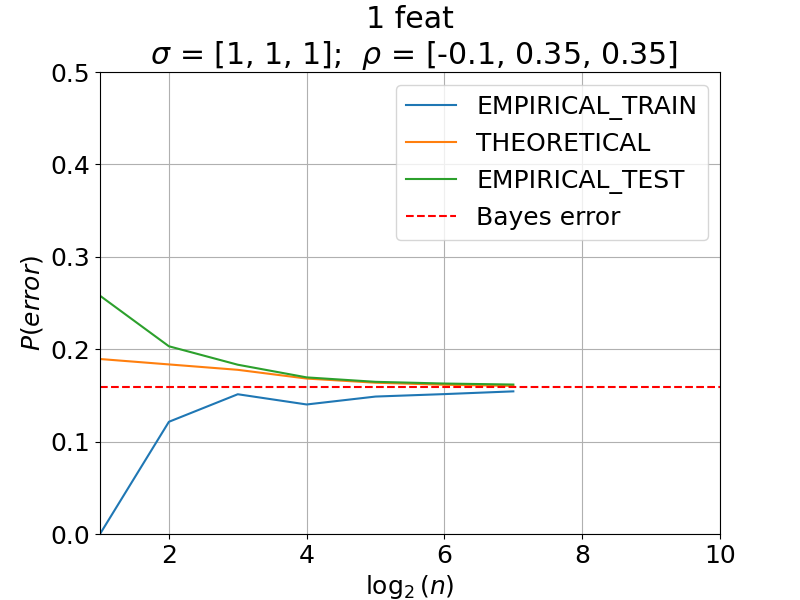 1 feat
σ = [1, 1, 1]; ρ = [-0.1, 0.35, 0.35]
0.5
0.4
0.3
0.2
0.1
0.0
P(error)
EMPIRICAL_TRAIN
THEORETICAL
EMPIRICAL_TEST
Bayes error
2 4 6 8 10
log₂(n)